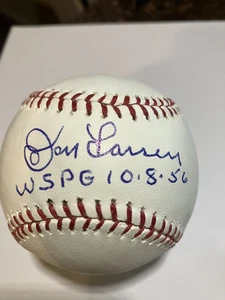 Don Larsen
WSPG 10.8.56